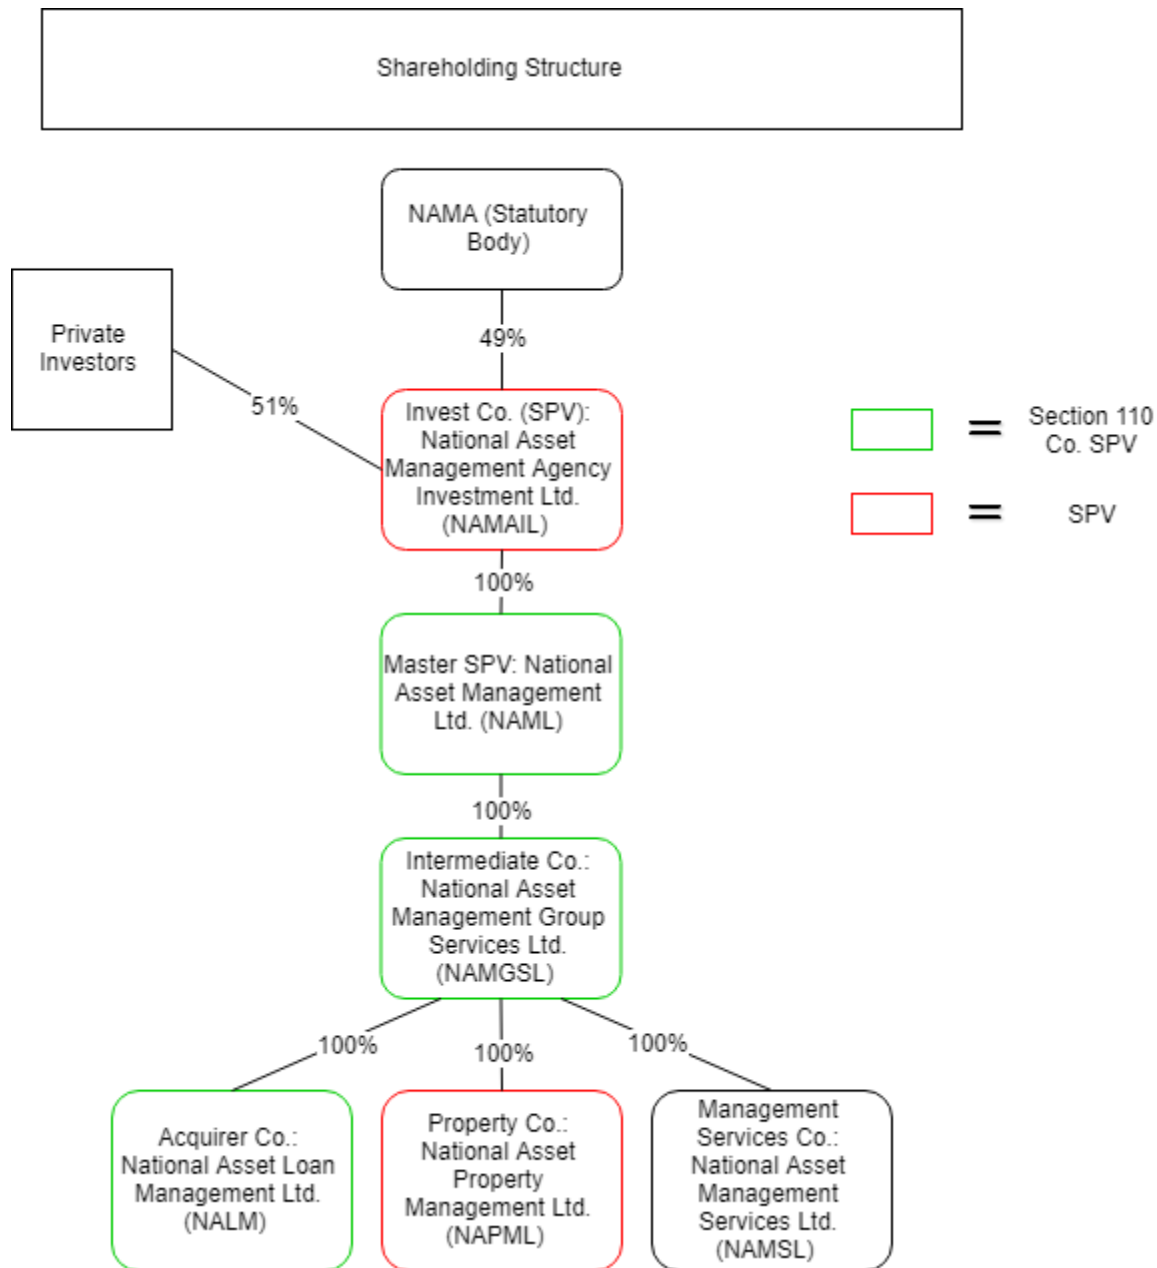 Shareholding Structure
NAMA (Statutory
Body)
Private
Investors
49%
51%
Invest Co. (SPV):
National Asset
Management Agency
Investment Ltd.
(NAMAIL)
=
Section 110
Co. SPV
=
SPV
100%
Master SPV: National
Asset Management
Ltd. (NAML)
100%
Intermediate Co.:
National Asset
Management Group
Services Ltd.
(NAMGSL)
100%
100%
100%
Acquirer Co.:
National Asset Loan
Management Ltd.
(NALM)
Property Co.:
National Asset
Property
Management Ltd.
(NAPML)
Management
Services Co.:
National Asset
Management
Services Ltd.
(NAMSL)